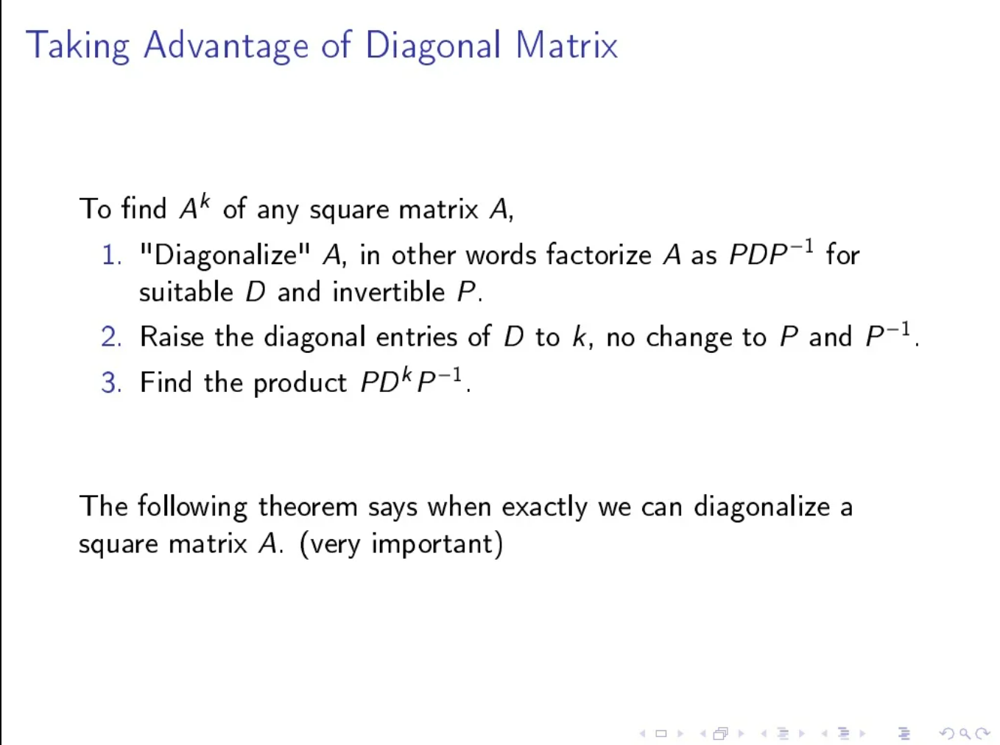 Taking Advantage of Diagonal Matrix
To find A^k of any square matrix A,
1. "Diagonalize" A, in other words factorize A as PDP^−1 for
suitable D and invertible P.
2. Raise the diagonal entries of D to k, no change to P and P^−1.
3. Find the product PD^kP^−1.
The following theorem says when exactly we can diagonalize a
square matrix A. (very important)